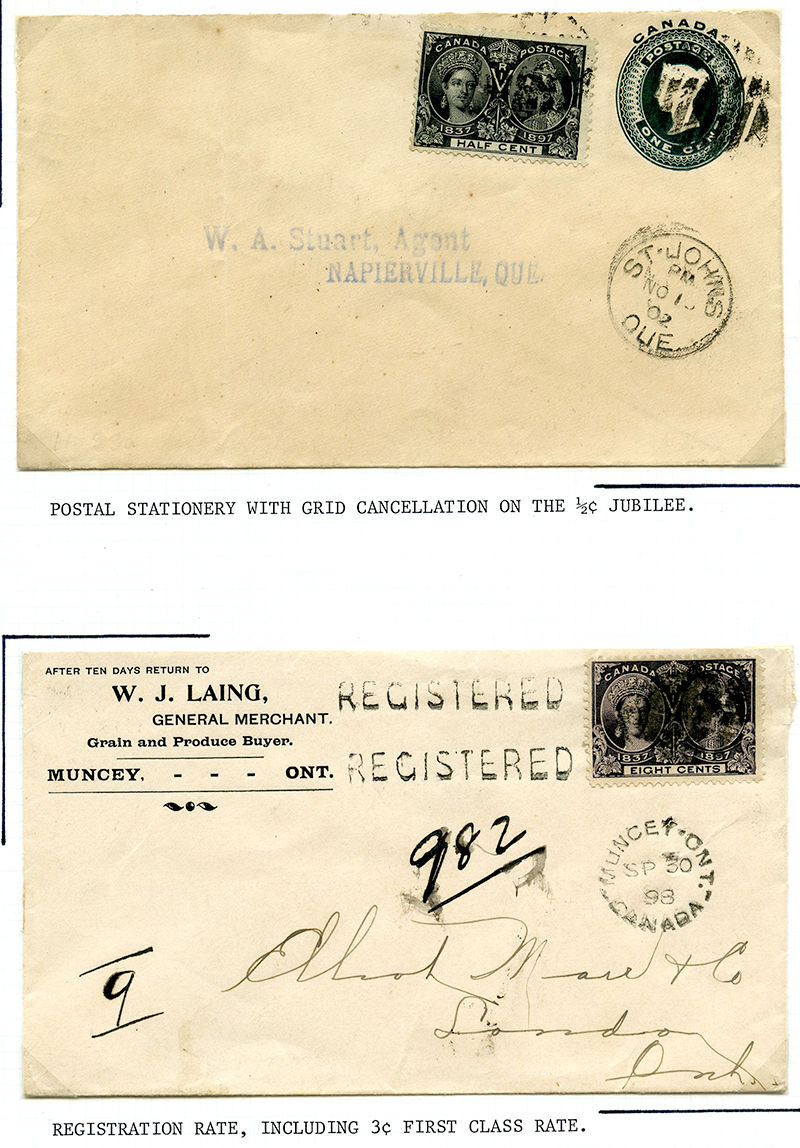 CANADA POSTAGE
1837 1897
HALF CENT
CANADA
POSTAGE
ONE CENT
W. A. Stuart, Agent
NAPIERVILLE, QUE.
ST. JOHNS
PM
NO 1
02
QUE
POSTAL STATIONERY WITH GRID CANCELLATION ON THE ½¢ JUBILEE.
AFTER TEN DAYS RETURN TO
W. J. LAING,
GENERAL MERCHANT.
Grain and Produce Buyer.
MUNCEY, - - - ONT.
REGISTERED
REGISTERED
CANADA POSTAGE
1837 1897
EIGHT CENTS
982
MUNCEY. ONT.
SP 30
98
CANADA
9
& Co
London
Ont.
REGISTRATION RATE, INCLUDING 3¢ FIRST CLASS RATE.